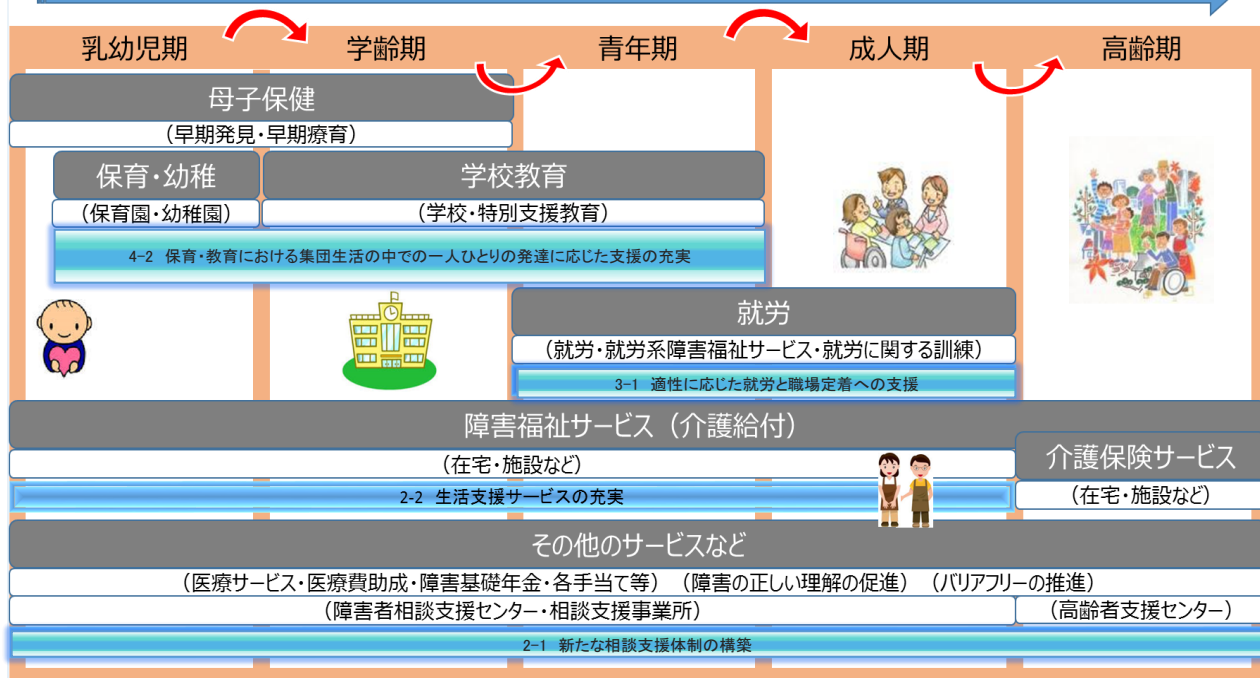 乳幼児期 学齢期 青年期 成人期 高齢期
母子保健
（早期発見・早期療育）
保育・幼稚 学校教育
（保育園・幼稚園） （学校・特別支援教育）
4-2 保育・教育における集団生活の中での一人ひとりの発達に応じた支援の充実
就労
（就労・就労系障害福祉サービス・就労に関する訓練）
3-1 適性に応じた就労と職場定着への支援
障害福祉サービス（介護給付）
介護保険サービス
（在宅・施設など）
2-2 生活支援サービスの充実
（在宅・施設など）
その他のサービスなど
（医療サービス・医療費助成・障害基礎年金・各手当て等）（障害の正しい理解の促進）（バリアフリーの推進）
（障害者相談支援センター・相談支援事業所） （高齢者支援センター）
2-1 新たな相談支援体制の構築